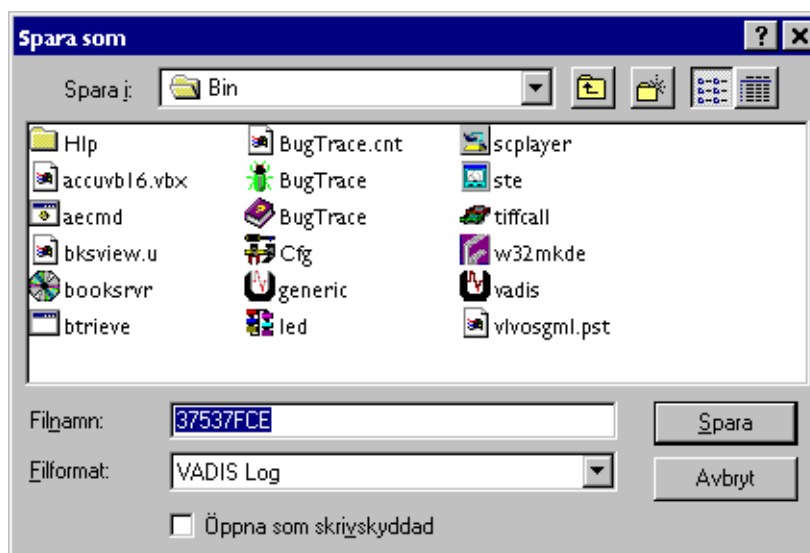 Spara som
Spara i: Bin
Hlp
accuvb16.vbx
aecmd
bksview.u
booksrvr
btrieve
BugTrace.cnt
BugTrace
BugTrace
Cfg
generic
led
scplayer
ste
tiffcall
w32mkde
vadis
vlvosgml.pst
Filnamn: 37537FCE
Spara
Filformat: VADIS Log
Avbryt
Öppna som skrivskyddad